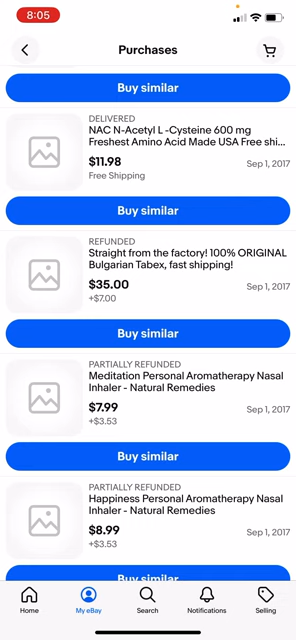 8:05
Purchases
Buy similar
DELIVERED
NAC N-Acetyl L -Cysteine 600 mg
Freshest Amino Acid Made USA Free shi...
$11.98
Sep 1, 2017
Free Shipping
Buy similar
REFUNDED
Straight from the factory! 100% ORIGINAL
Bulgarian Tabex, fast shipping!
$35.00
Sep 1, 2017
+$7.00
Buy similar
PARTIALLY REFUNDED
Meditation Personal Aromatherapy Nasal
Inhaler - Natural Remedies
$7.99
Sep 1, 2017
+$3.53
Buy similar
PARTIALLY REFUNDED
Happiness Personal Aromatherapy Nasal
Inhaler - Natural Remedies
$8.99
Sep 1, 2017
+$3.53
Buy similar
Home My eBay Search Notifications Selling